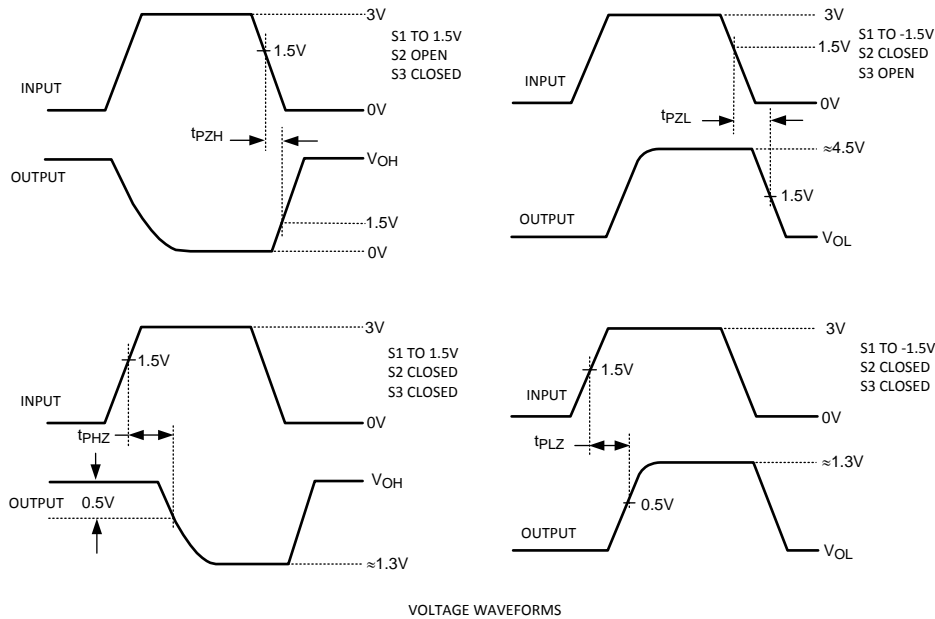 3V
1.5V
S1 TO 1.5V
S2 OPEN
S3 CLOSED
INPUT
0V
tPZH
OUTPUT
VOH
1.5V
0V
3V
S1 TO -1.5V
S2 CLOSED
S3 OPEN
1.5V
INPUT
0V
tPZL
≈4.5V
1.5V
OUTPUT
VOL
3V
1.5V
S1 TO 1.5V
S2 CLOSED
S3 CLOSED
INPUT
0V
tPHZ
VOH
OUTPUT 0.5V
≈1.3V
3V
S1 TO -1.5V
S2 CLOSED
S3 CLOSED
1.5V
INPUT
0V
tPLZ
≈1.3V
0.5V
OUTPUT
VOL
VOLTAGE WAVEFORMS